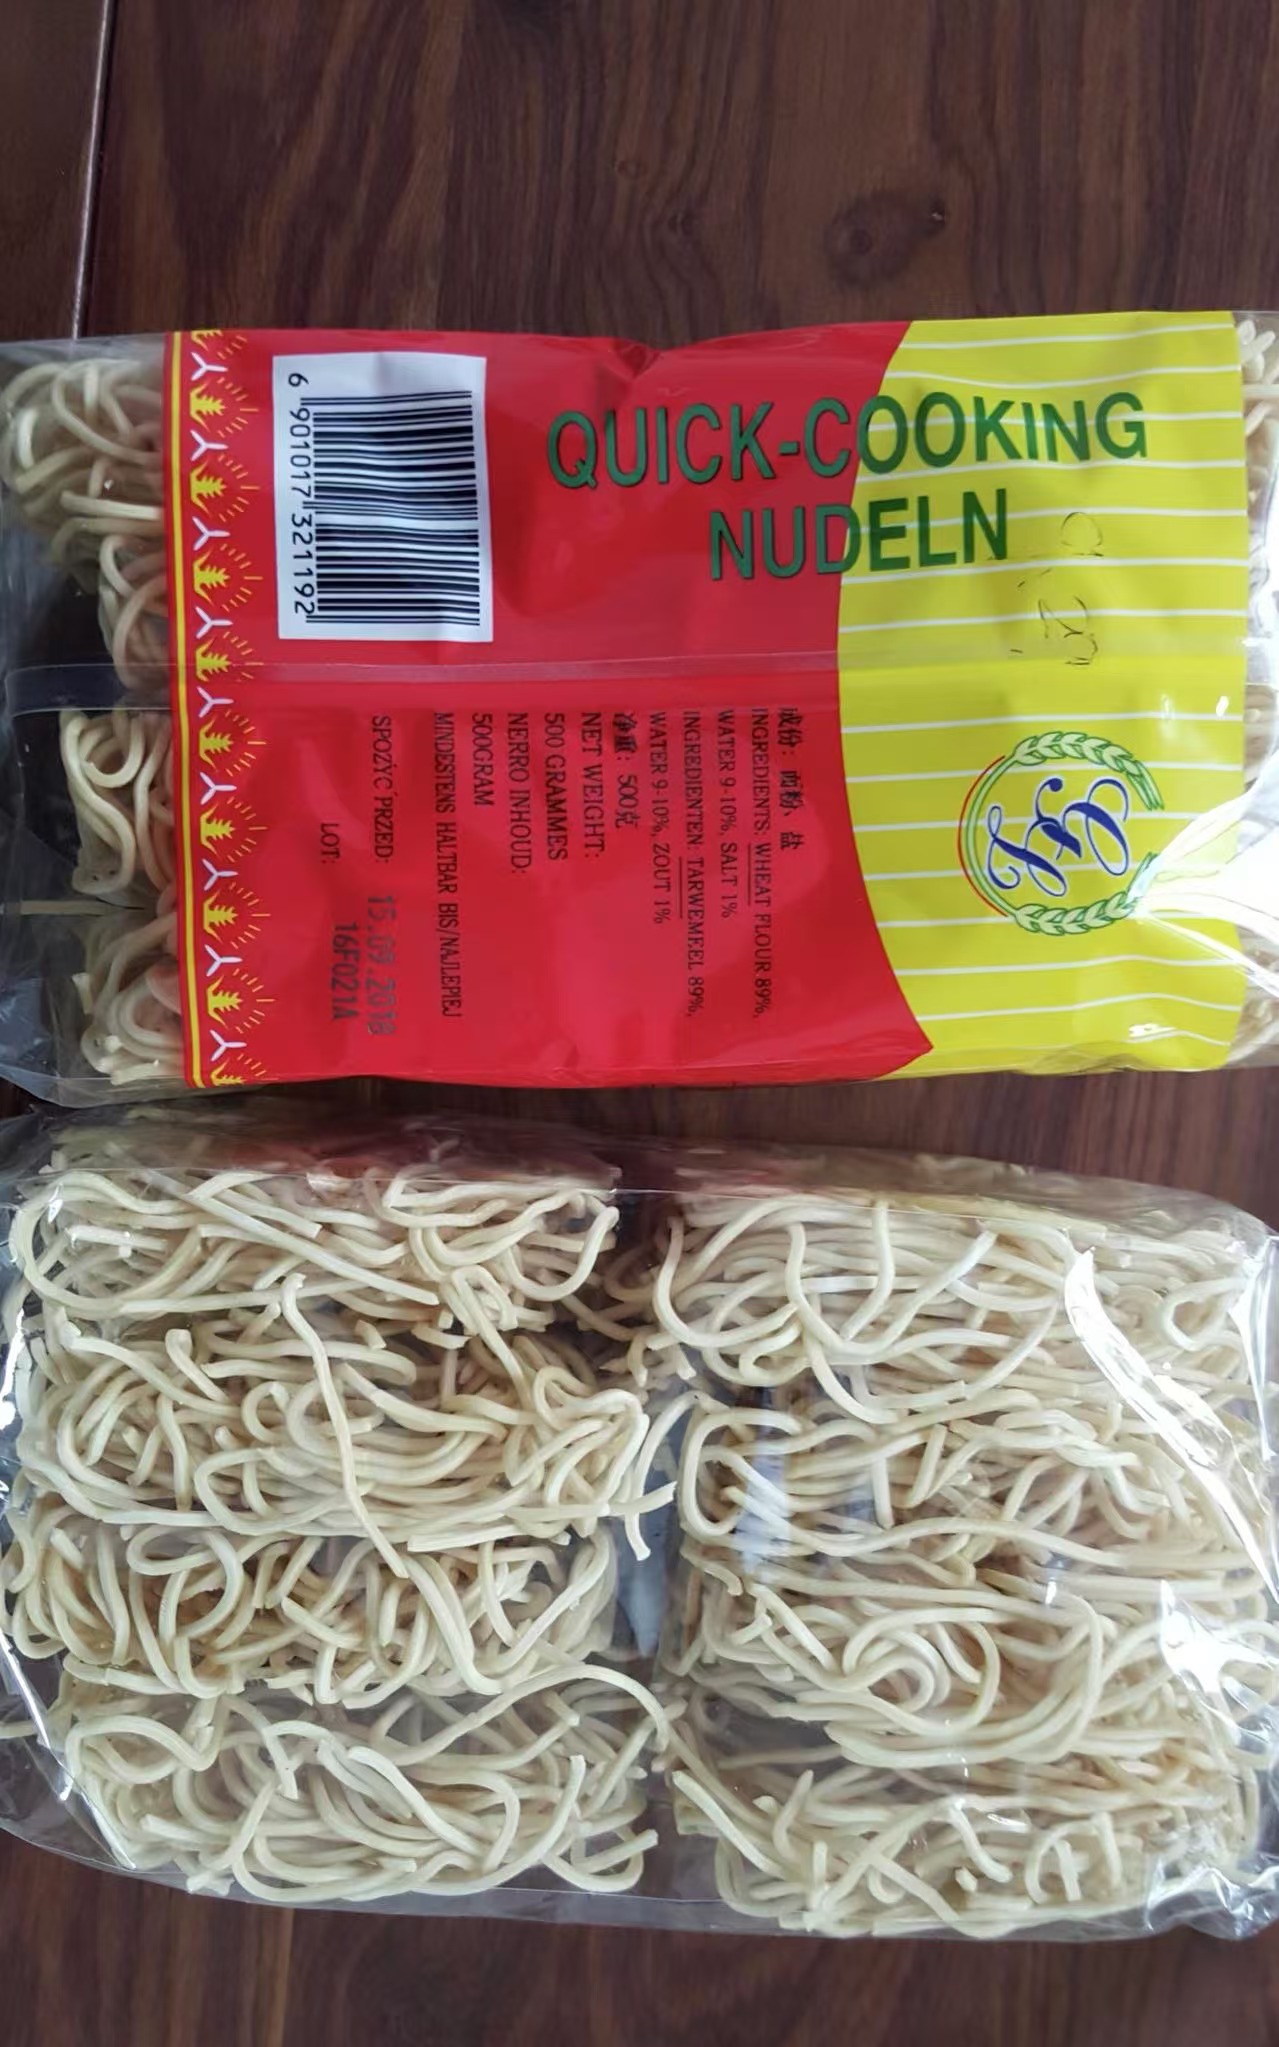 QUICK-COOKING
NUDELN
6 901017 321192
成份：面粉、盐
INGREDIENTS: WHEAT FLOUR 89%,
WATER 9-10%, SALT 1%
INGREDIENTEN: TARWEMEEL 89%,
WATER 9-10%, ZOUT 1%
净重：500克
NET WEIGHT:
500 GRAMMES
NERRO INHOUD:
500GRAM
MINDESTENS HALTBAR BIS/NAJLEPIEJ
SPOZYĆ PRZED: 15.09.2018
LOT: 16F021A